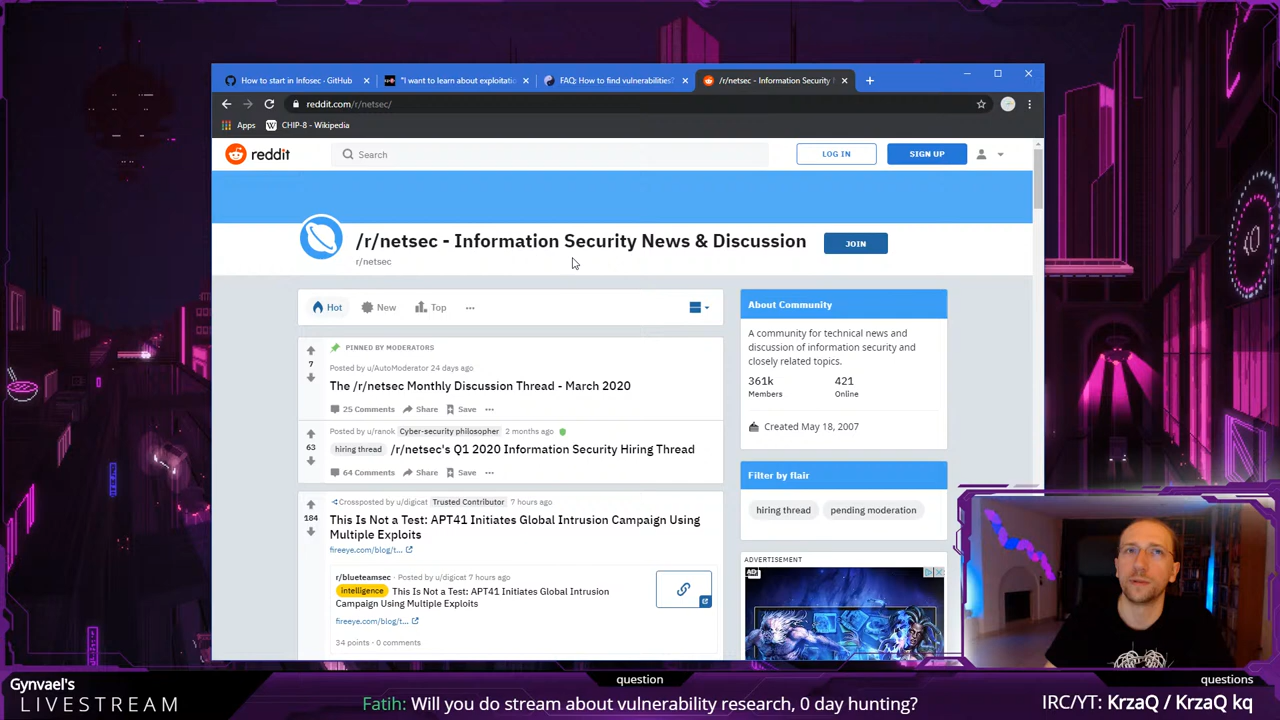 How to start in Infosec - GitHub
"I want to learn about exploitatio
FAQ: How to find vulnerabilities?
/r/netsec - Information Security
reddit.com/r/netsec/
Apps
CHIP-8 - Wikipedia
reddit
Search
LOG IN
SIGN UP
/r/netsec - Information Security News & Discussion
JOIN
r/netsec
Hot
New
Top
PINNED BY MODERATORS
7
Posted by u/AutoModerator 24 days ago
The /r/netsec Monthly Discussion Thread - March 2020
25 Comments
Share
Save
63
Posted by u/ranok Cyber-security philosopher 2 months ago
hiring thread /r/netsec's Q1 2020 Information Security Hiring Thread
64 Comments
Share
Save
184
Crossposted by u/digicat Trusted Contributor 7 hours ago
This Is Not a Test: APT41 Initiates Global Intrusion Campaign Using
Multiple Exploits
fireeye.com/blog/t...
r/blueteamsec · Posted by u/digicat 7 hours ago
intelligence This Is Not a Test: APT41 Initiates Global Intrusion
Campaign Using Multiple Exploits
fireeye.com/blog/t...
34 points · 0 comments
About Community
A community for technical news and
discussion of information security and
closely related topics.
361k
421
Members
Online
Created May 18, 2007
Filter by flair
hiring thread
pending moderation
ADVERTISEMENT
Ad
Gynvael's
LIVESTREAM
question
Fatih: Will you do stream about vulnerability research, 0 day hunting?
questions
IRC/YT: KrzaQ / KrzaQ kq